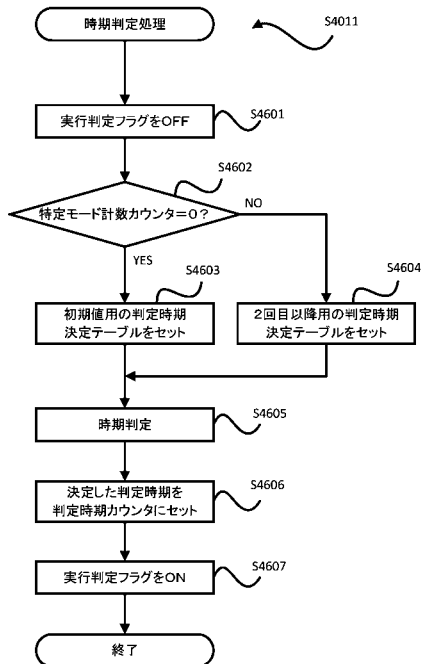 時期判定処理
S4011
実行判定フラグをOFF
S4601
S4602
特定モード計数カウンタ=0?
NO
YES
S4603
初期値用の判定時期
決定テーブルをセット
S4604
2回目以降用の判定時期
決定テーブルをセット
時期判定
S4605
決定した判定時期を
判定時期カウンタにセット
S4606
実行判定フラグをON
S4607
終了